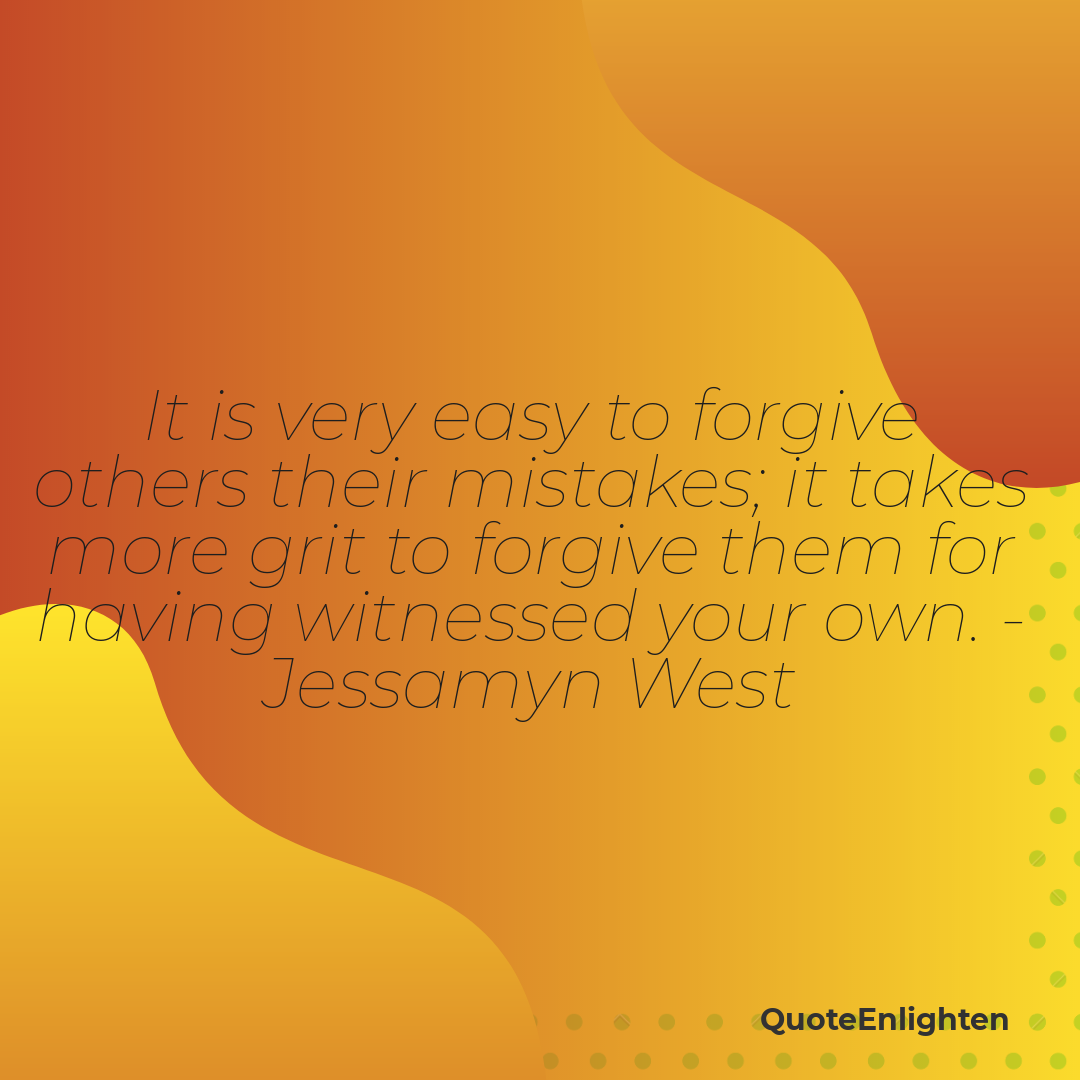 It is very easy to forgive
others their mistakes; it takes
more grit to forgive them for
having witnessed your own. -
Jessamyn West
QuoteEnlighten